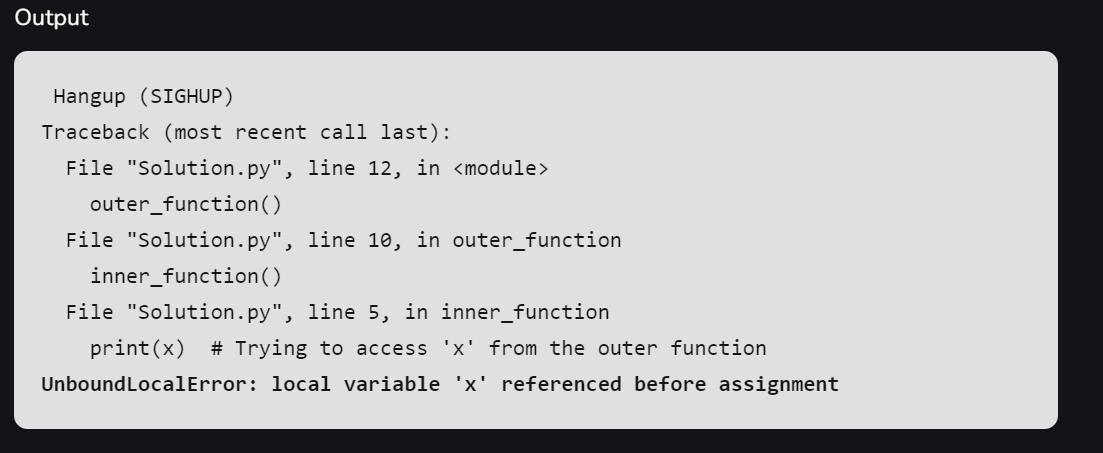 Output
Hangup (SIGHUP)
Traceback (most recent call last):
File "Solution.py", line 12, in <module>
outer_function()
File "Solution.py", line 10, in outer_function
inner_function()
File "Solution.py", line 5, in inner_function
print(x)  # Trying to access 'x' from the outer function
UnboundLocalError: local variable 'x' referenced before assignment